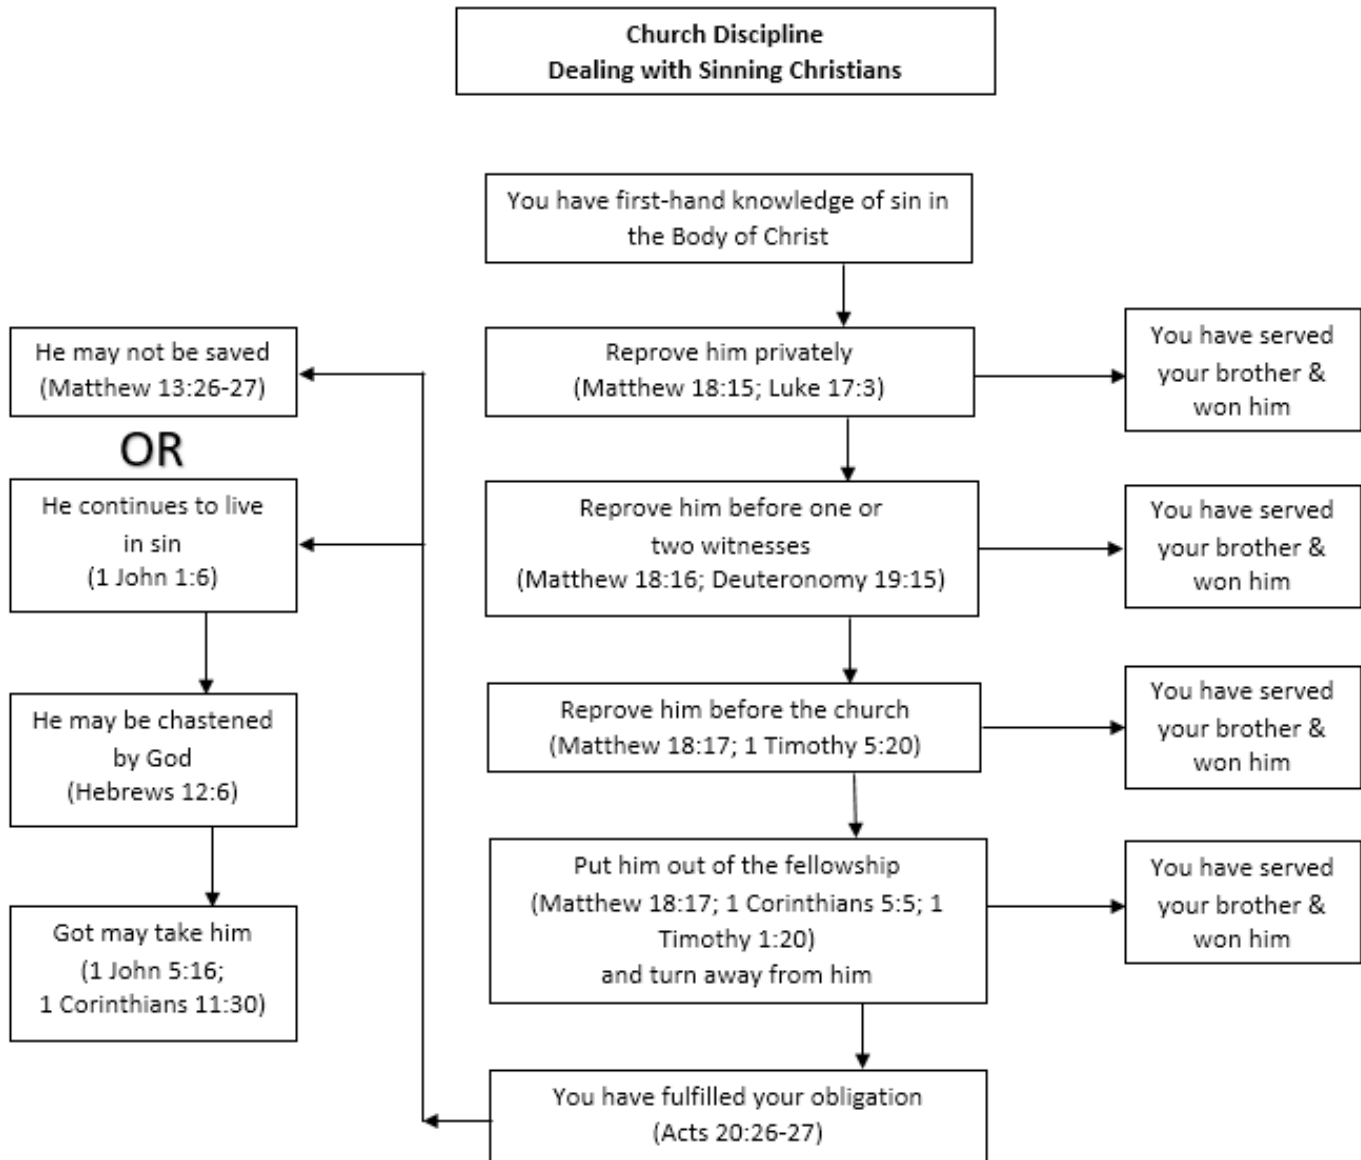 Church Discipline
Dealing with Sinning Christians
You have first-hand knowledge of sin in
the Body of Christ
Reprove him privately
(Matthew 18:15; Luke 17:3)
You have served
your brother &
won him
Reprove him before one or
two witnesses
(Matthew 18:16; Deuteronomy 19:15)
You have served
your brother &
won him
Reprove him before the church
(Matthew 18:17; 1 Timothy 5:20)
You have served
your brother &
won him
Put him out of the fellowship
(Matthew 18:17; 1 Corinthians 5:5; 1
Timothy 1:20)
and turn away from him
You have served
your brother &
won him
You have fulfilled your obligation
(Acts 20:26-27)
He may not be saved
(Matthew 13:26-27)
OR
He continues to live
in sin
(1 John 1:6)
He may be chastened
by God
(Hebrews 12:6)
Got may take him
(1 John 5:16;
1 Corinthians 11:30)